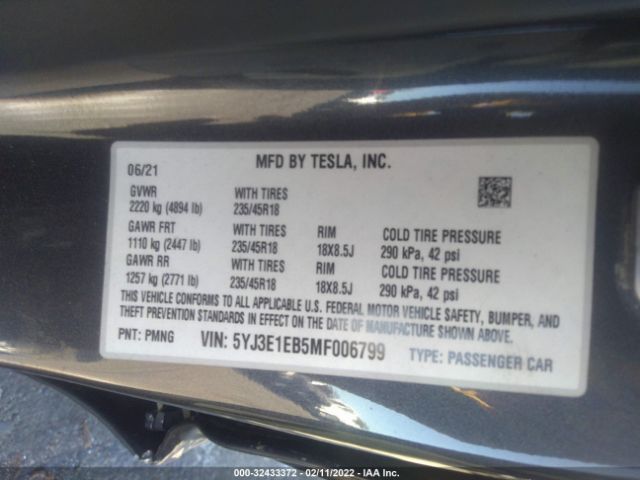 MFD BY TESLA, INC.
06/21
GVWR WITH TIRES
2220 kg (4894 lb) 235/45R18
GAWR FRT WITH TIRES RIM COLD TIRE PRESSURE
1110 kg (2447 lb) 235/45R18 18X8.5J 290 kPa, 42 psi
GAWR RR WITH TIRES RIM COLD TIRE PRESSURE
1257 kg (2771 lb) 235/45R18 18X8.5J 290 kPa, 42 psi
THIS VEHICLE CONFORMS TO ALL APPLICABLE U.S. FEDERAL MOTOR VEHICLE SAFETY, BUMPER, AND
THEFT PREVENTION STANDARDS IN EFFECT ON THE DATE OF MANUFACTURE SHOWN ABOVE.
PNT: PMNG VIN: 5YJ3E1EB5MF006799 TYPE: PASSENGER CAR
000-32433372 - 02/11/2022 - IAA Inc.